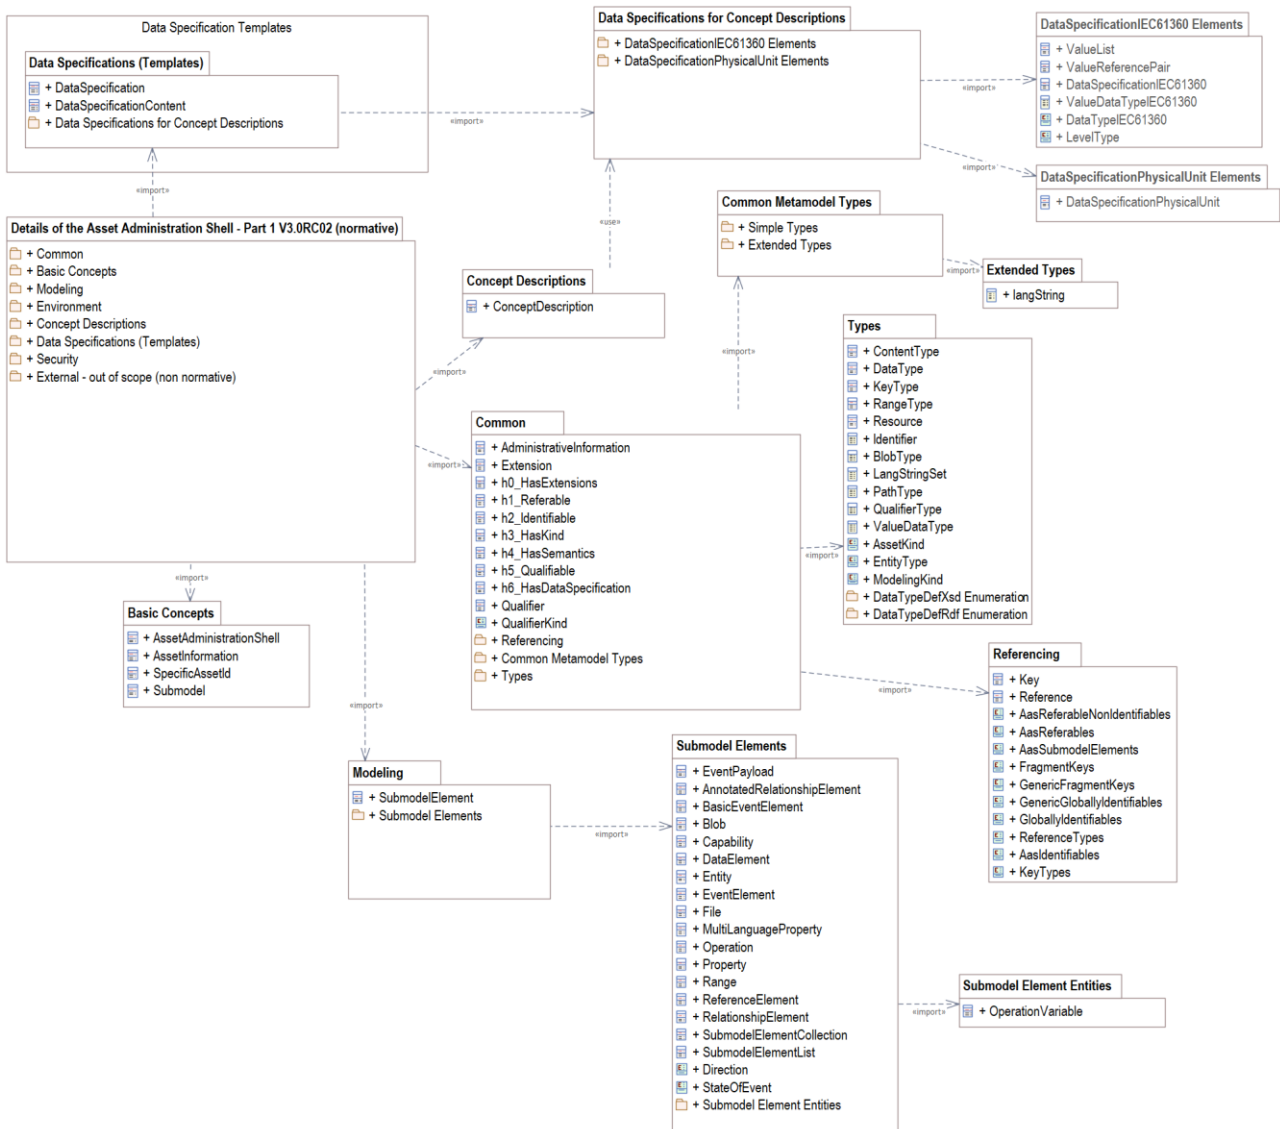 Data Specification Templates
Data Specifications (Templates)
+ DataSpecification
+ DataSpecificationContent
+ Data Specifications for Concept Descriptions
«import»
«import»
Data Specifications for Concept Descriptions
+ DataSpecificationIEC61360 Elements
+ DataSpecificationPhysicalUnit Elements
«import»
«import»
«use»
DataSpecificationIEC61360 Elements
+ ValueList
+ ValueReferencePair
+ DataSpecificationIEC61360
+ ValueDataTypeIEC61360
+ DataTypeIEC61360
+ LevelType
DataSpecificationPhysicalUnit Elements
+ DataSpecificationPhysicalUnit
Details of the Asset Administration Shell - Part 1 V3.0RC02 (normative)
+ Common
+ Basic Concepts
+ Modeling
+ Environment
+ Concept Descriptions
+ Data Specifications (Templates)
+ Security
+ External - out of scope (non normative)
«import»
«import»
«import»
«import»
Concept Descriptions
+ ConceptDescription
Common Metamodel Types
+ Simple Types
+ Extended Types
«import»
«import»
Extended Types
+ langString
Common
+ AdministrativeInformation
+ Extension
+ h0_HasExtensions
+ h1_Referable
+ h2_Identifiable
+ h3_HasKind
+ h4_HasSemantics
+ h5_Qualifiable
+ h6_HasDataSpecification
+ Qualifier
+ QualifierKind
+ Referencing
+ Common Metamodel Types
+ Types
«import»
«import»
Types
+ ContentType
+ DataType
+ KeyType
+ RangeType
+ Resource
+ Identifier
+ BlobType
+ LangStringSet
+ PathType
+ QualifierType
+ ValueDataType
+ AssetKind
+ EntityType
+ ModelingKind
+ DataTypeDefXsd Enumeration
+ DataTypeDefRdf Enumeration
Basic Concepts
+ AssetAdministrationShell
+ AssetInformation
+ SpecificAssetId
+ Submodel
Referencing
+ Key
+ Reference
+ AasReferableNonIdentifiables
+ AasReferables
+ AasSubmodelElements
+ FragmentKeys
+ GenericFragmentKeys
+ GenericGloballyIdentifiables
+ GloballyIdentifiables
+ ReferenceTypes
+ AasIdentifiables
+ KeyTypes
Modeling
+ SubmodelElement
+ Submodel Elements
«import»
Submodel Elements
+ EventPayload
+ AnnotatedRelationshipElement
+ BasicEventElement
+ Blob
+ Capability
+ DataElement
+ Entity
+ EventElement
+ File
+ MultiLanguageProperty
+ Operation
+ Property
+ Range
+ ReferenceElement
+ RelationshipElement
+ SubmodelElementCollection
+ SubmodelElementList
+ Direction
+ StateOfEvent
+ Submodel Element Entities
«import»
Submodel Element Entities
+ OperationVariable